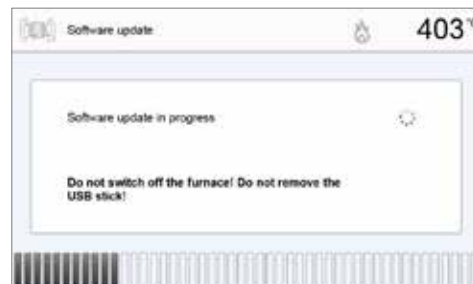 Software update
403°
Software update in progress
Do not switch off the furnace! Do not remove the
USB stick!